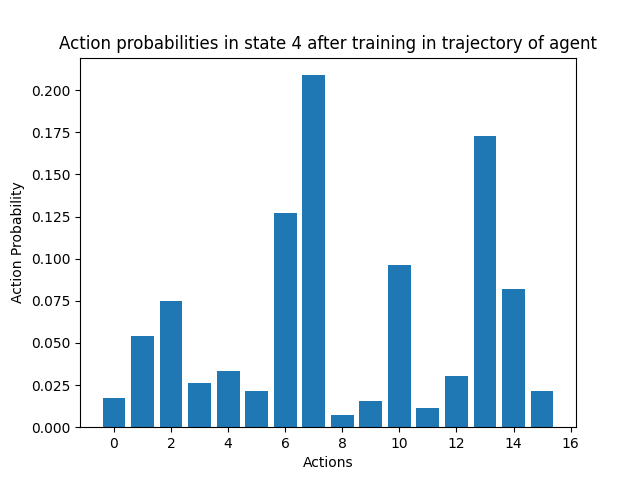 Action probabilities in state 4 after training in trajectory of agent
0.200
0.175
0.150
0.125
0.100
0.075
0.050
0.025
0.000
Action Probability
0 2 4 6 8 10 12 14 16
Actions